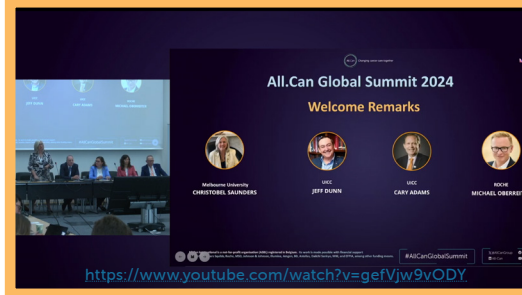 All.Can Global Summit 2024
Welcome Remarks
Melbourne University
CHRISTOBEL SAUNDERS
UICC
JEFF DUNN
UICC
CARY ADAMS
ROCHE
MICHAEL OBERREI
#AllCanGlobalSummit
https://www.youtube.com/watch?v=gefVjw9vODY